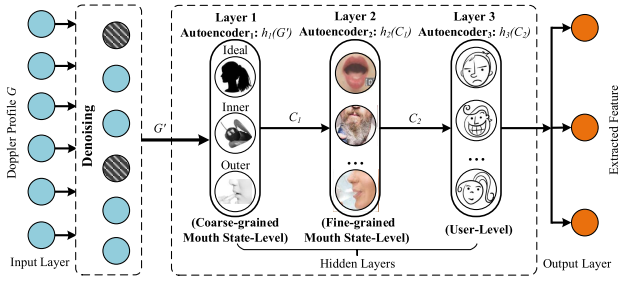 Layer 1
Autoencoder1: h1(G')
Layer 2
Autoencoder2: h2(C1)
Layer 3
Autoencoder3: h3(C2)
Doppler Profile G
Denoising
G'
Ideal
Inner
Outer
C1
...
C2
...
Extracted Feature
(Coarse-grained
Mouth State-Level)
(Fine-grained
Mouth State-Level)
(User-Level)
Input Layer
Hidden Layers
Output Layer